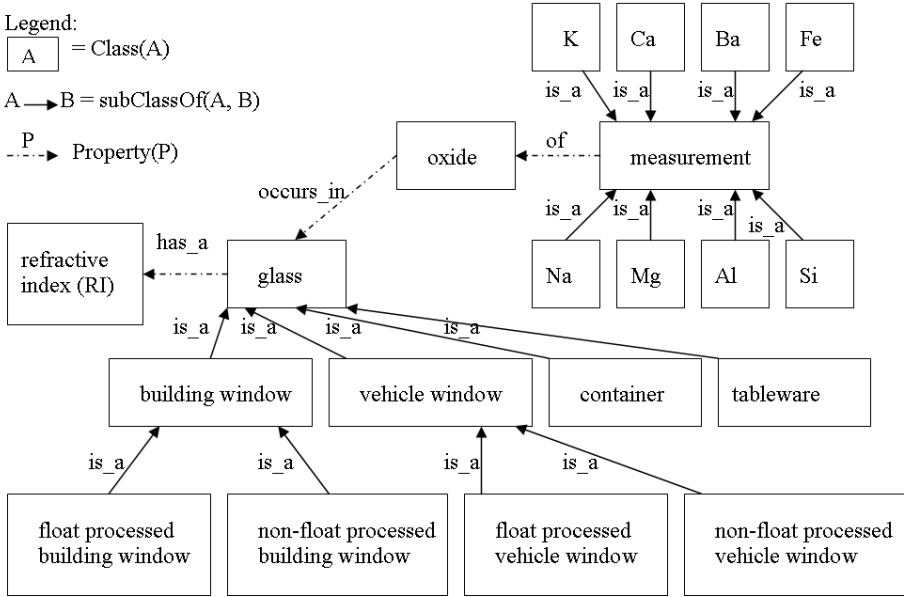 Legend:
A = Class(A)
A B = subClassOf(A, B)
P
Property(P)
K Ca Ba Fe
is_a is_a is_a is_a
oxide of measurement
occurs_in
is_a is_a is_a is_a
Na Mg Al Si
has_a
refractive
index (RI)
glass
is_a is_a is_a is_a
building window vehicle window container tableware
is_a is_a is_a is_a
float processed
building window
non-float processed
building window
float processed
vehicle window
non-float processed
vehicle window